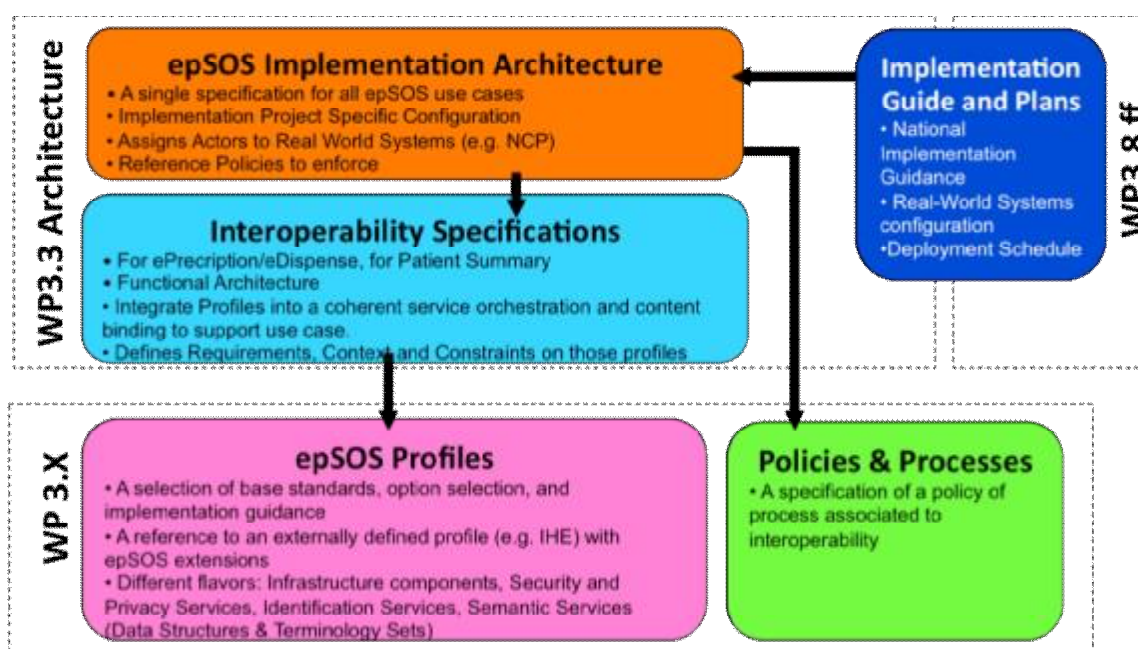 WP3.3 Architecture
epSOS Implementation Architecture
• A single specification for all epSOS use cases
• Implementation Project Specific Configuration
• Assigns Actors to Real World Systems (e.g. NCP)
• Reference Policies to enforce
Interoperability Specifications
• For ePrecription/eDispense, for Patient Summary
• Functional Architecture
• Integrate Profiles into a coherent service orchestration and content
binding to support use case.
• Defines Requirements, Context and Constraints on those profiles
Implementation
Guide and Plans
• National
Implementation
Guidance
• Real-World Systems
configuration
•Deployment Schedule
WP3.8 ff
WP 3.X
epSOS Profiles
• A selection of base standards, option selection, and
implementation guidance
• A reference to an externally defined profile (e.g. IHE) with
epSOS extensions
• Different flavors: Infrastructure components, Security and
Privacy Services, Identification Services, Semantic Services
(Data Structures & Terminology Sets)
Policies & Processes
• A specification of a policy of
process associated to
interoperability